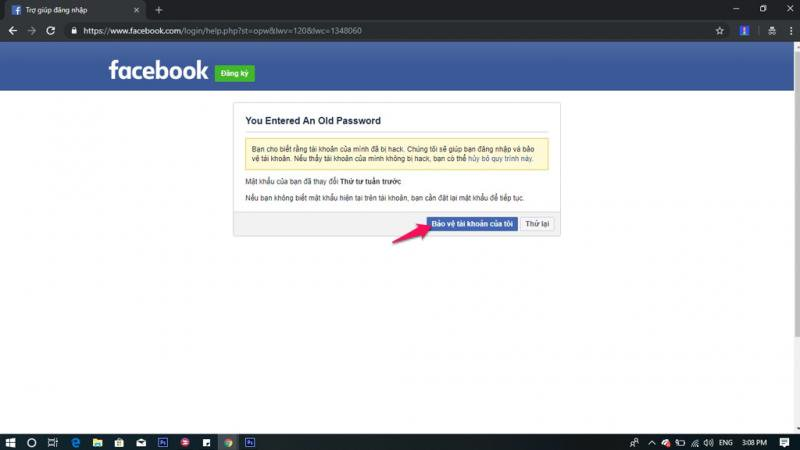 Trợ giúp đăng nhập
https://www.facebook.com/login/help.php?st=opw&lwv=120&lwc=1348060
facebook
Đăng ký
You Entered An Old Password
Bạn cho biết rằng tài khoản của mình đã bị hack. Chúng tôi sẽ giúp bạn đăng nhập và bảo
vệ tài khoản. Nếu thấy tài khoản của mình không bị hack, bạn có thể hủy bỏ quy trình này.
Mật khẩu của bạn đã thay đổi Thứ tư tuần trước
Nếu bạn không biết mật khẩu hiện tại trên tài khoản, bạn cần đặt lại mật khẩu để tiếp tục.
Bảo vệ tài khoản của tôi
Thử lại
ENG
3:08 PM